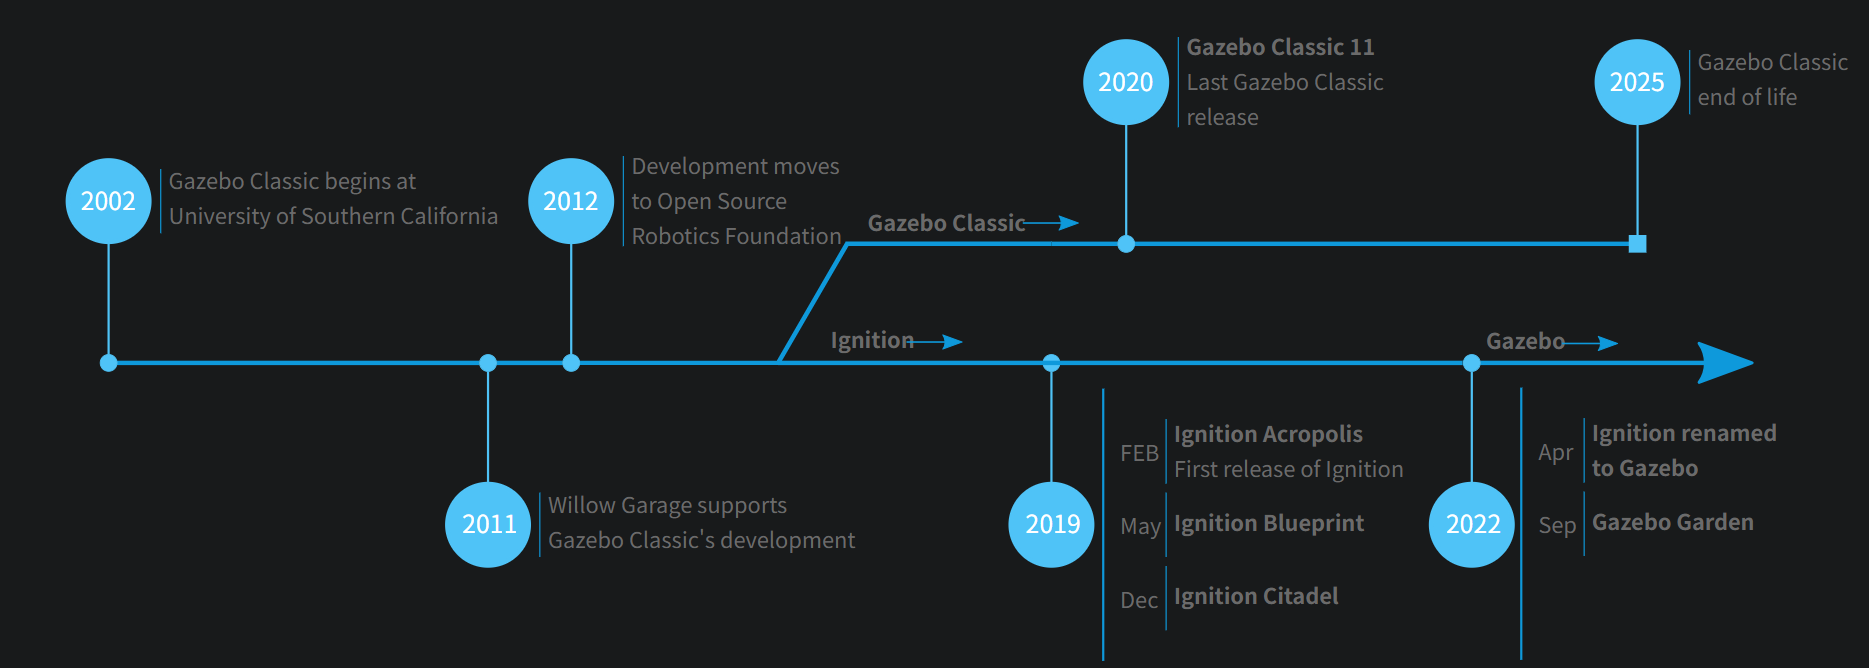 2002
Gazebo Classic begins at
University of Southern California
2011
Willow Garage supports
Gazebo Classic's development
2012
Development moves
to Open Source
Robotics Foundation
Gazebo Classic
2020
Gazebo Classic 11
Last Gazebo Classic
release
2025
Gazebo Classic
end of life
Ignition
2019
FEB
Ignition Acropolis
First release of Ignition
May
Ignition Blueprint
Dec
Ignition Citadel
Gazebo
2022
Apr
Ignition renamed
to Gazebo
Sep
Gazebo Garden